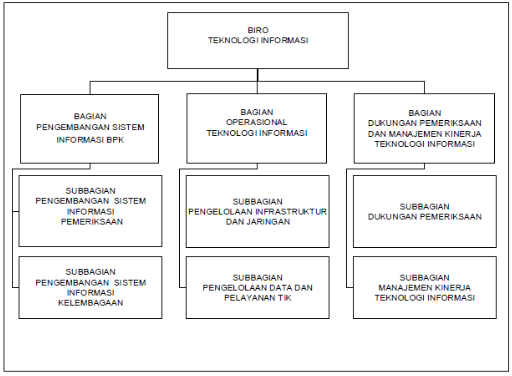 BIRO
TEKNOLOGI INFORMASI
BAGIAN
PENGEMBANGAN SISTEM
INFORMASI BPK
BAGIAN
OPERASIONAL
TEKNOLOGI INFORMASI
BAGIAN
DUKUNGAN PEMERIKSAAN
DAN MANAJEMEN KINERJA
TEKNOLOGI INFORMASI
SUBBAGIAN
PENGEMBANGAN SISTEM
INFORMASI
PEMERIKSAAN
SUBBAGIAN
PENGELOLAAN INFRASTRUKTUR
DAN JARINGAN
SUBBAGIAN
DUKUNGAN PEMERIKSAAN
SUBBAGIAN
PENGEMBANGAN SISTEM
INFORMASI
KELEMBAGAAN
SUBBAGIAN
PENGELOLAAN DATA DAN
PELAYANAN TIK
SUBBAGIAN
MANAJEMEN KINERJA
TEKNOLOGI INFORMASI